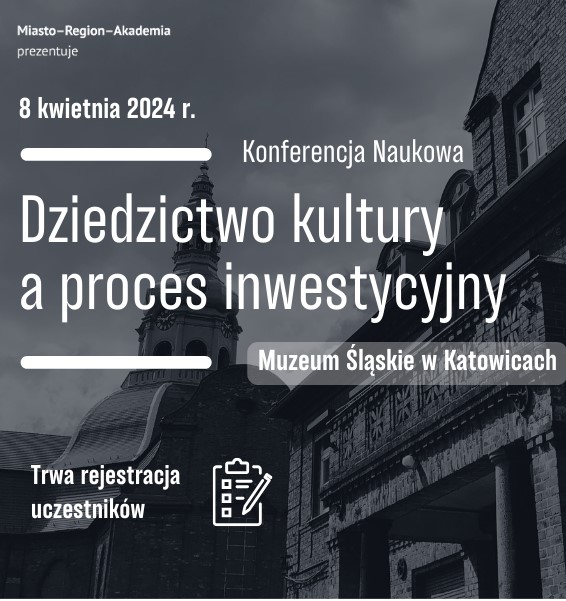 Miasto–Region–Akademia
prezentuje
8 kwietnia 2024 r.
Konferencja Naukowa
Dziedzictwo kultury
a proces inwestycyjny
Muzeum Śląskie w Katowicach
Trwa rejestracja
uczestników